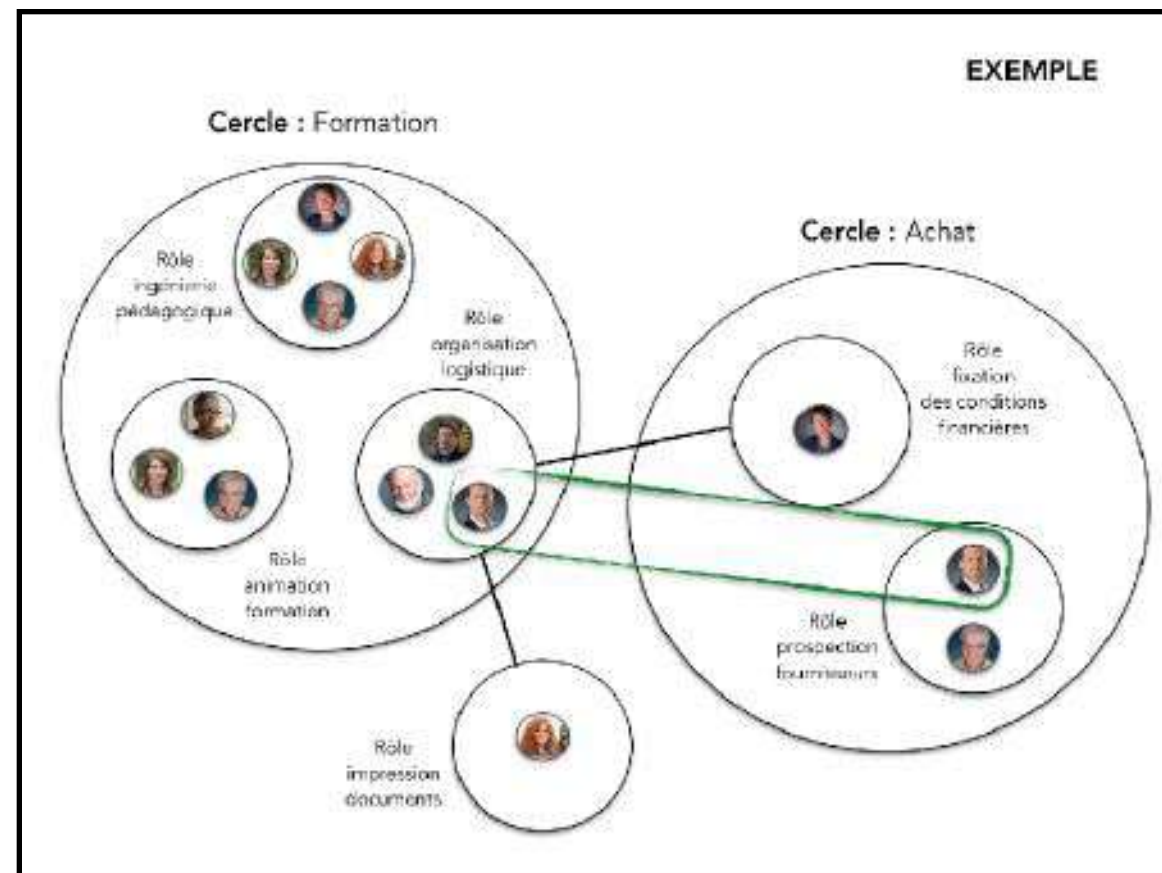 EXEMPLE
Cercle : Formation
Rôle
ingénierie
pédagogique
Rôle
organisation
logistique
Rôle
animation
formation
Cercle : Achat
Rôle
fixation
des conditions
financières
Rôle
prospection
fournisseurs
Rôle
impression
documents